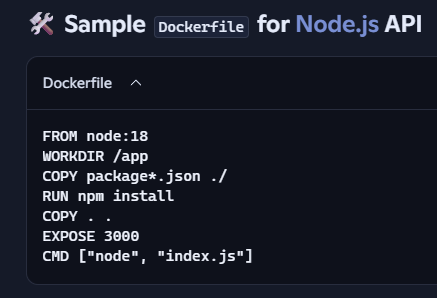 🛠️ Sample Dockerfile for Node.js API
Dockerfile
FROM node:18
WORKDIR /app
COPY package*.json ./
RUN npm install
COPY . .
EXPOSE 3000
CMD ["node", "index.js"]